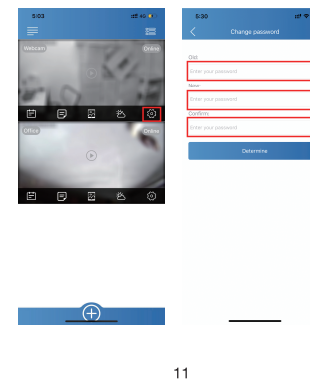 5:03
4G
Webcam
Online
Office
Online
5:30
Change password
Old:
Enter your password
New:
Enter your password
Confirm:
Enter your password
Determine
11